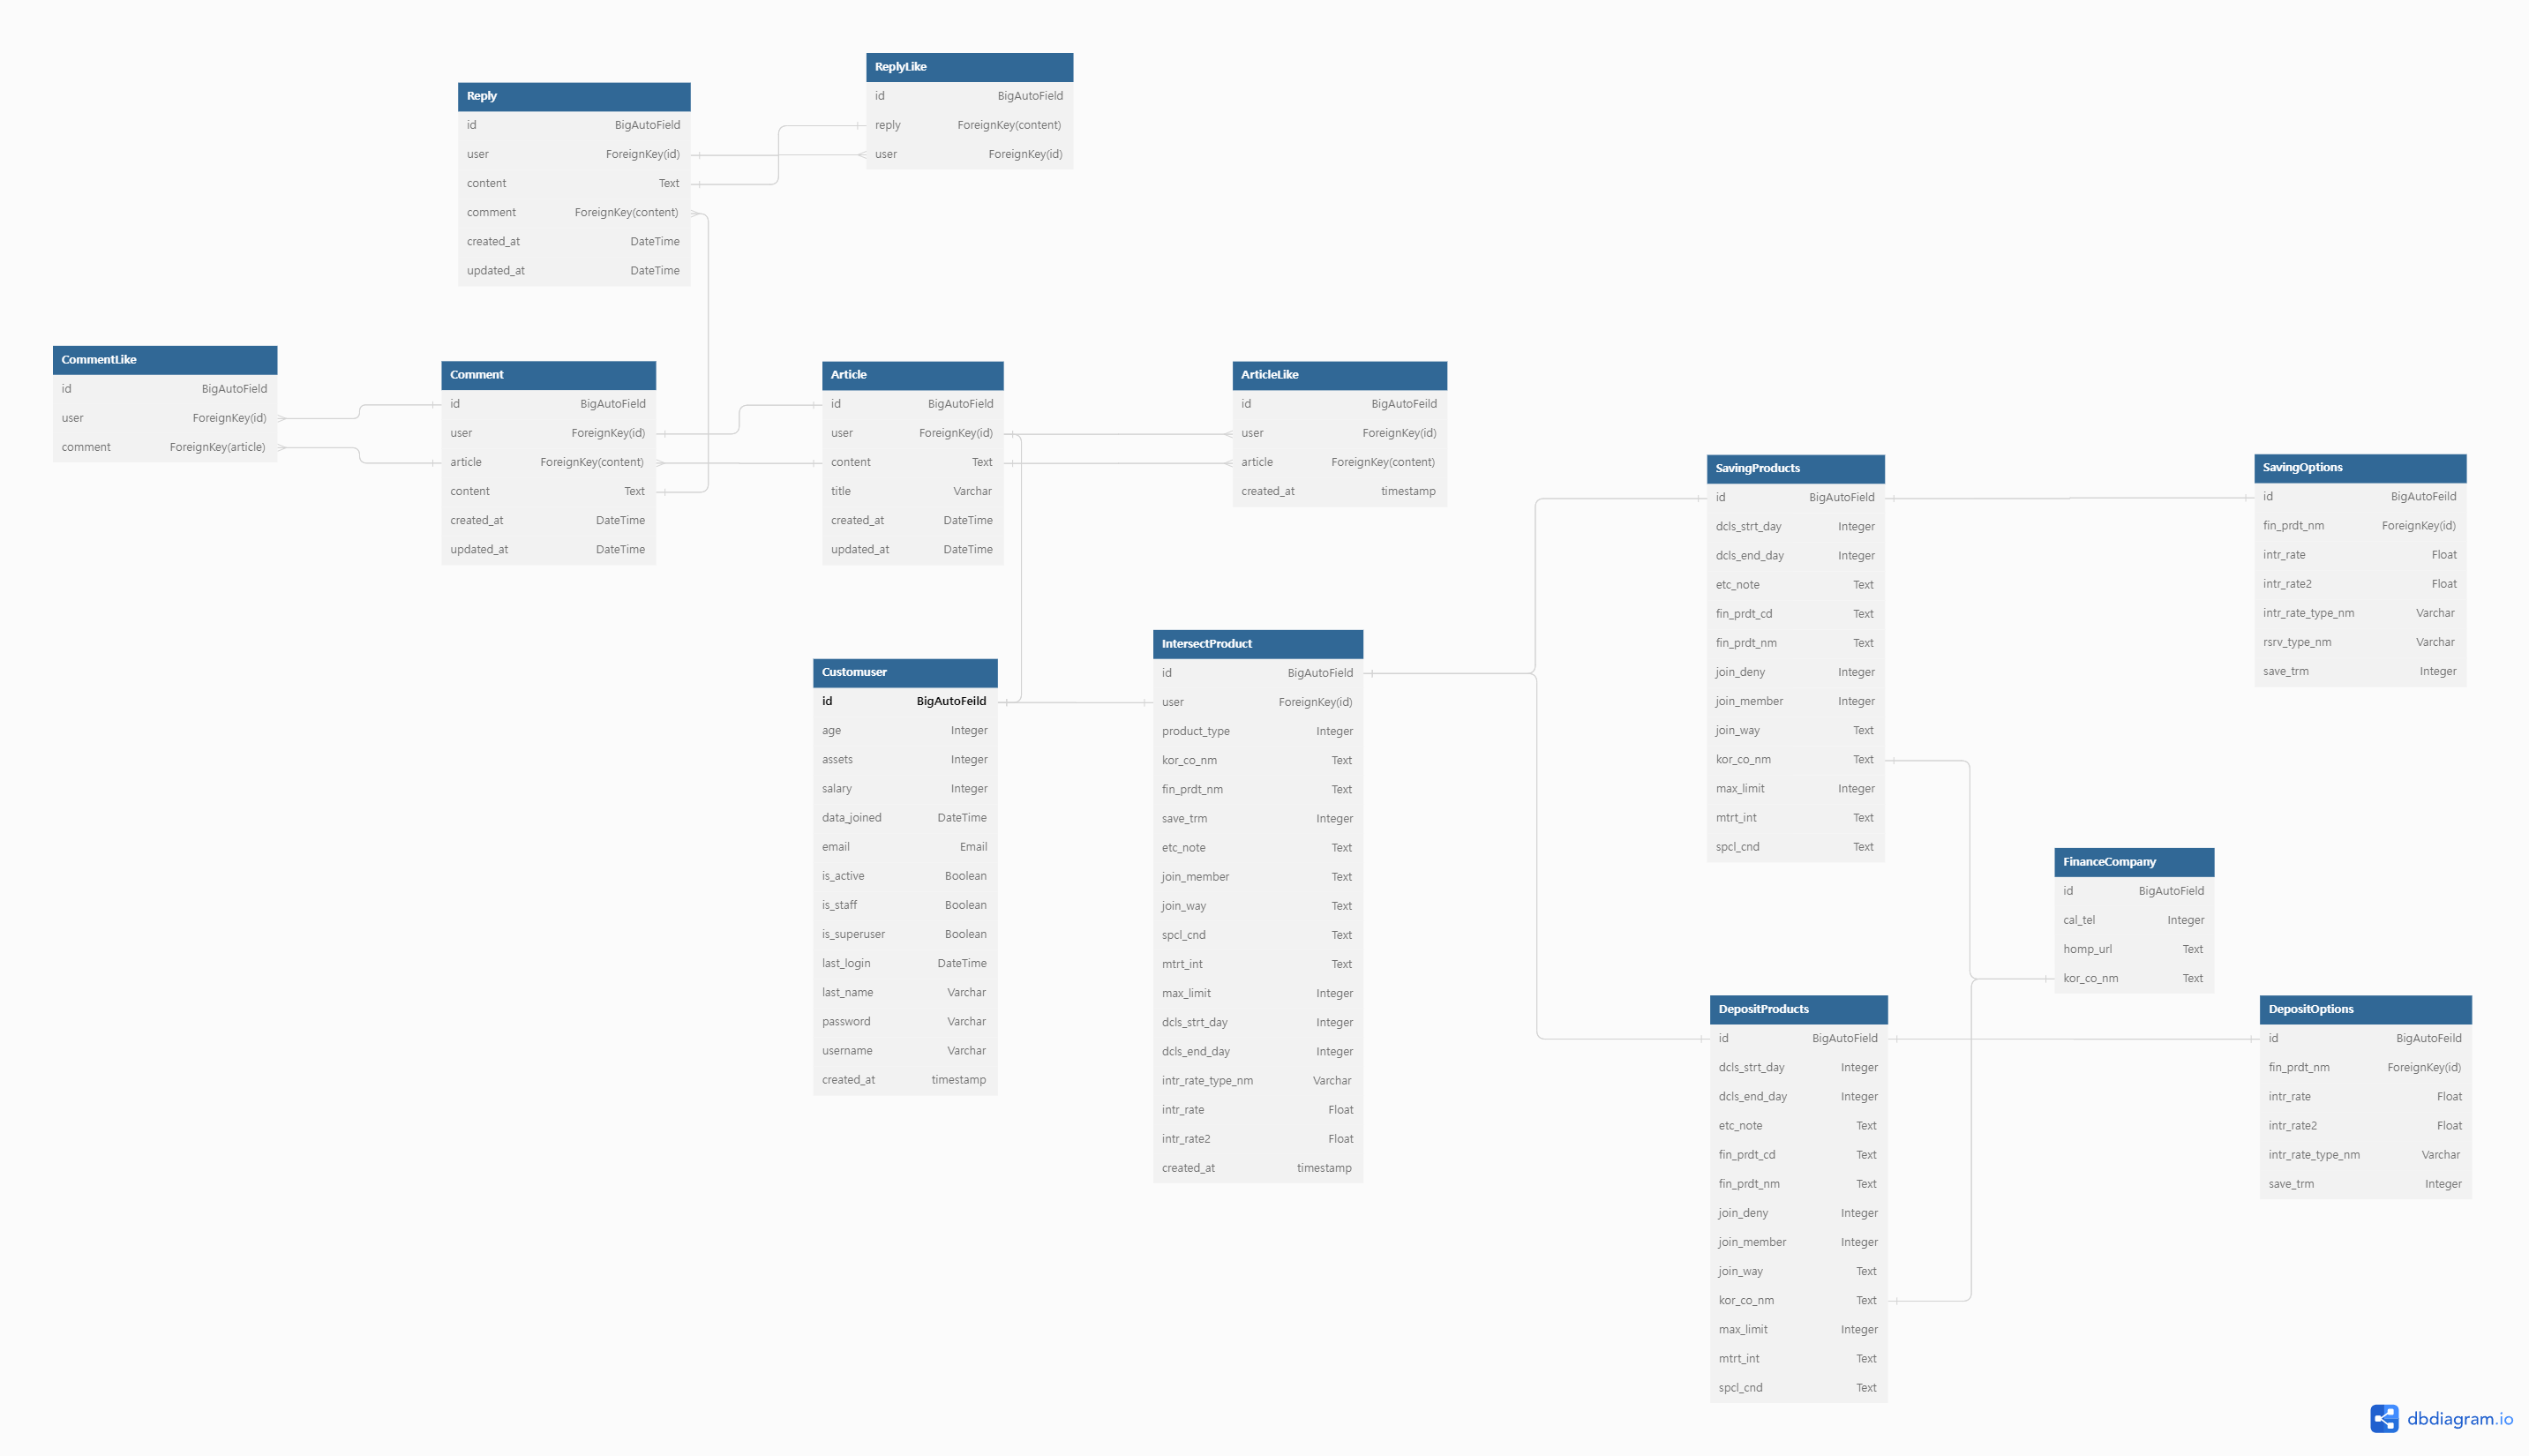 ReplyLike
id BigAutoField
reply ForeignKey(content)
user ForeignKey(id)
Reply
id BigAutoField
user ForeignKey(id)
content Text
comment ForeignKey(content)
created_at DateTime
updated_at DateTime
CommentLike
id BigAutoField
user ForeignKey(id)
comment ForeignKey(article)
Comment
id BigAutoField
user ForeignKey(id)
article ForeignKey(content)
content Text
created_at DateTime
updated_at DateTime
Article
id BigAutoField
user ForeignKey(id)
content Text
title Varchar
created_at DateTime
updated_at DateTime
ArticleLike
id BigAutoFeild
user ForeignKey(id)
article ForeignKey(content)
created_at timestamp
Customuser
id BigAutoFeild
age Integer
assets Integer
salary Integer
data_joined DateTime
email Email
is_active Boolean
is_staff Boolean
is_superuser Boolean
last_login DateTime
last_name Varchar
password Varchar
username Varchar
created_at timestamp
IntersectProduct
id BigAutoField
user ForeignKey(id)
product_type Integer
kor_co_nm Text
fin_prdt_nm Text
save_trm Integer
etc_note Text
join_member Text
join_way Text
spcl_cnd Text
mtrt_int Text
max_limit Integer
dcls_strt_day Integer
dcls_end_day Integer
intr_rate_type_nm Varchar
intr_rate Float
intr_rate2 Float
created_at timestamp
SavingProducts
id BigAutoField
dcls_strt_day Integer
dcls_end_day Integer
etc_note Text
fin_prdt_cd Text
fin_prdt_nm Text
join_deny Integer
join_member Integer
join_way Text
kor_co_nm Text
max_limit Integer
mtrt_int Text
spcl_cnd Text
SavingOptions
id BigAutoFeild
fin_prdt_nm ForeignKey(id)
intr_rate Float
intr_rate2 Float
intr_rate_type_nm Varchar
rsrv_type_nm Varchar
save_trm Integer
FinanceCompany
id BigAutoField
cal_tel Integer
homp_url Text
kor_co_nm Text
DepositProducts
id BigAutoField
dcls_strt_day Integer
dcls_end_day Integer
etc_note Text
fin_prdt_cd Text
fin_prdt_nm Text
join_deny Integer
join_member Integer
join_way Text
kor_co_nm Text
max_limit Integer
mtrt_int Text
spcl_cnd Text
DepositOptions
id BigAutoFeild
fin_prdt_nm ForeignKey(id)
intr_rate Float
intr_rate2 Float
intr_rate_type_nm Varchar
save_trm Integer
dbdiagram.io